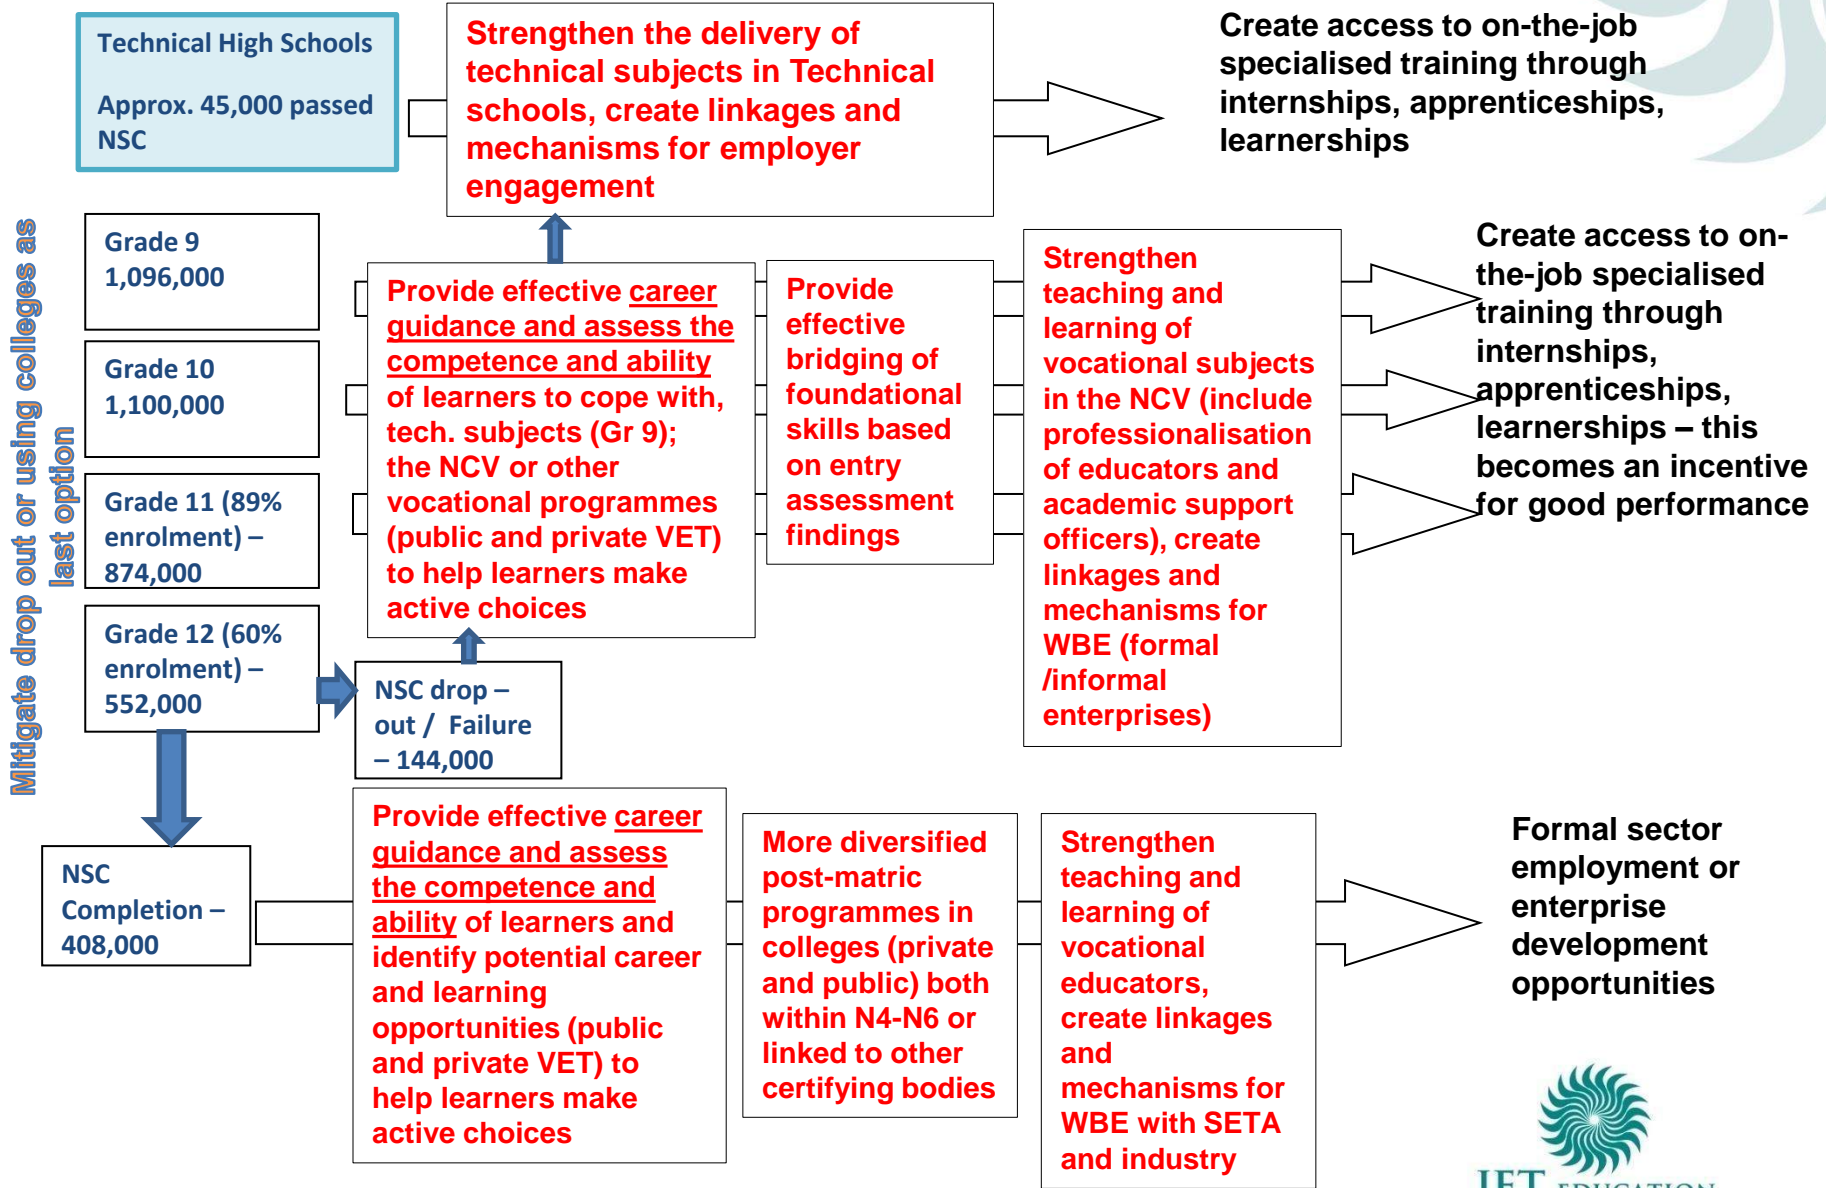 Technical High Schools
Approx. 45,000 passed
NSC
Strengthen the delivery of
technical subjects in Technical
schools, create linkages and
mechanisms for employer
engagement
Create access to on-the-job
specialised training through
internships, apprenticeships,
learnerships
Mitigate drop out or using colleges as
last option
Grade 9
1,096,000
Grade 10
1,100,000
Grade 11 (89%
enrolment) –
874,000
Grade 12 (60%
enrolment) –
552,000
Provide effective career
guidance and assess the
competence and ability
of learners to cope with,
tech. subjects (Gr 9);
the NCV or other
vocational programmes
(public and private VET)
to help learners make
active choices
Provide
effective
bridging of
foundational
skills based
on entry
assessment
findings
Strengthen
teaching and
learning of
vocational subjects
in the NCV (include
professionalisation
of educators and
academic support
officers), create
linkages and
mechanisms for
WBE (formal
/informal
enterprises)
Create access to on-
the-job specialised
training through
internships,
apprenticeships,
learnerships – this
becomes an incentive
for good performance
NSC drop –
out / Failure
– 144,000
NSC
Completion –
408,000
Provide effective career
guidance and assess
the competence and
ability of learners and
identify potential career
and learning
opportunities (public
and private VET) to
help learners make
active choices
More diversified
post-matric
programmes in
colleges (private
and public) both
within N4-N6 or
linked to other
certifying bodies
Strengthen
teaching and
learning of
vocational
educators,
create linkages
and
mechanisms for
WBE with SETA
and industry
Formal sector
employment or
enterprise
development
opportunities
JET EDUCATION